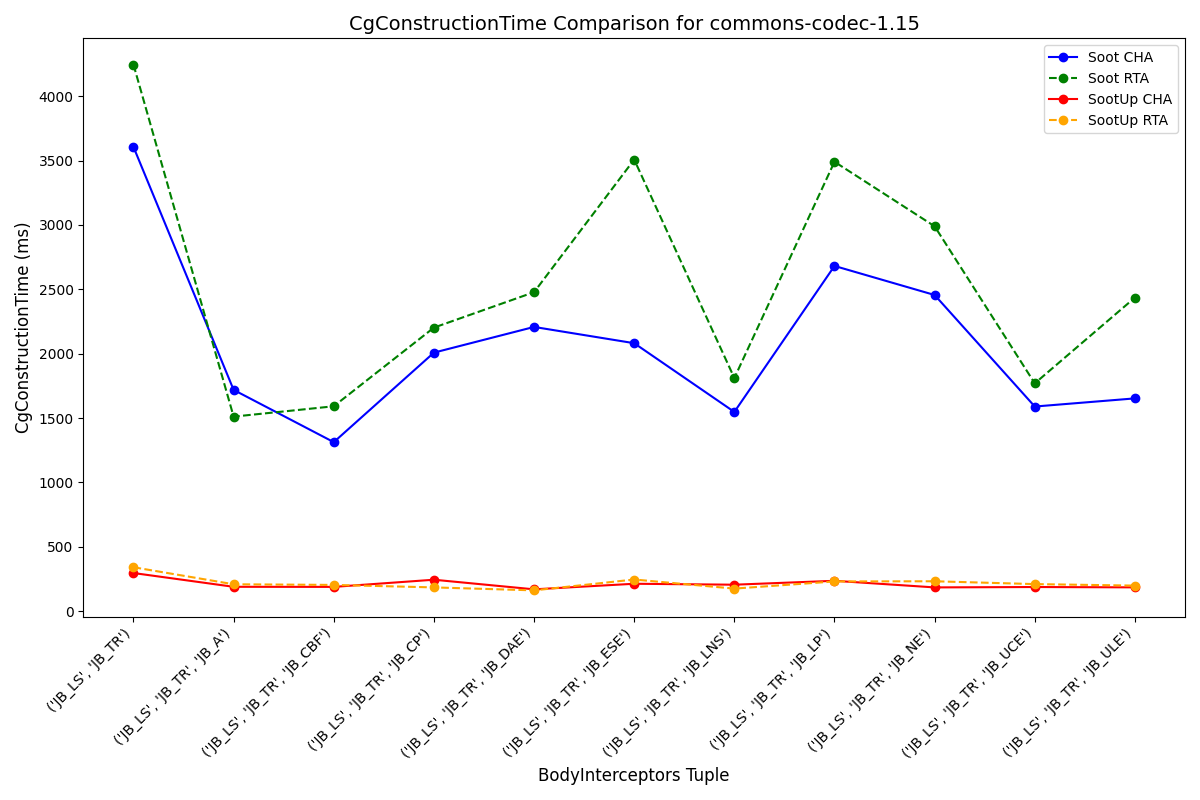 CgConstructionTime Comparison for commons-codec-1.15
Soot CHA
Soot RTA
SootUp CHA
SootUp RTA
CgConstructionTime (ms)
4000
3500
3000
2500
2000
1500
1000
500
0
('JB_LS', 'JB_TR')
('JB_LS', 'JB_TR', 'JB_A')
('JB_LS', 'JB_TR', 'JB_CBF')
('JB_LS', 'JB_TR', 'JB_CP')
('JB_LS', 'JB_TR', 'JB_DAE')
('JB_LS', 'JB_TR', 'JB_ESE')
('JB_LS', 'JB_TR', 'JB_LNS')
('JB_LS', 'JB_TR', 'JB_LP')
('JB_LS', 'JB_TR', 'JB_NE')
('JB_LS', 'JB_TR', 'JB_UCE')
('JB_LS', 'JB_TR', 'JB_ULE')
BodyInterceptors Tuple